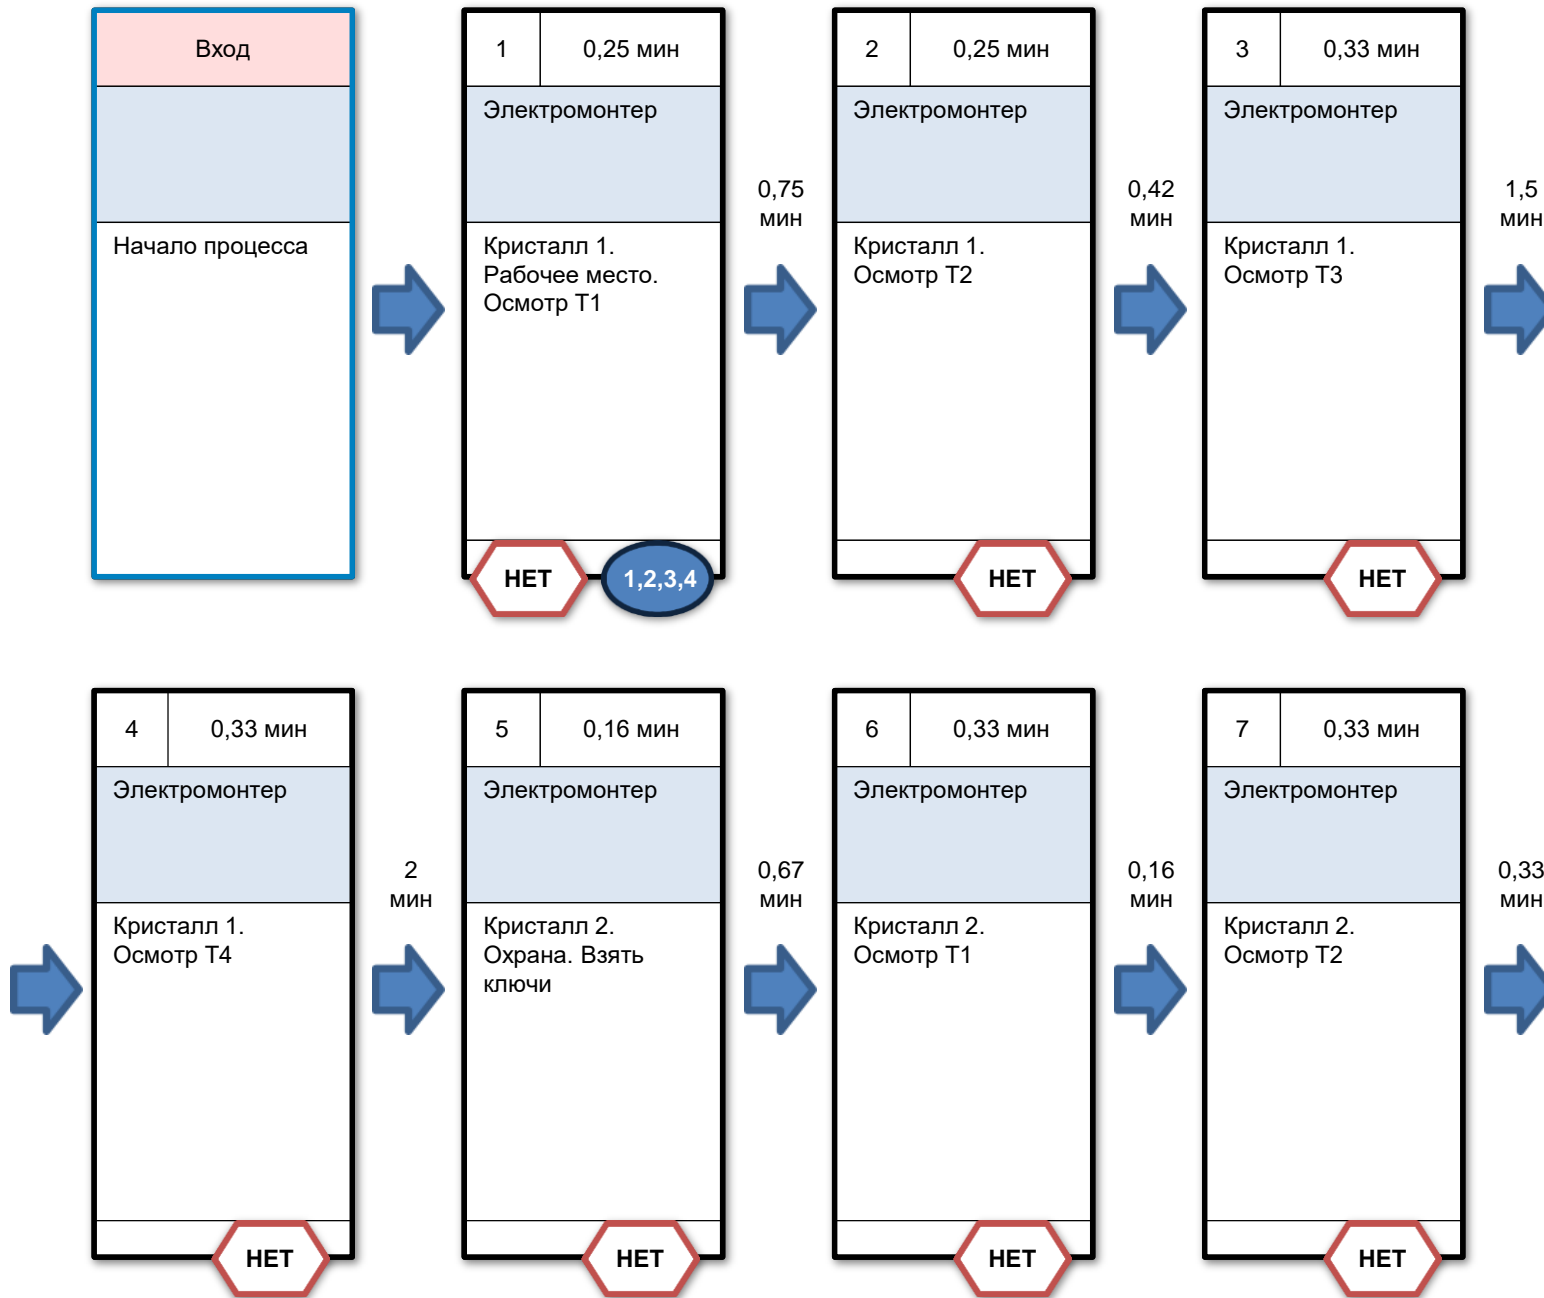 Вход
Начало процесса
1
0,25 мин
Электромонтер
Кристалл 1.
Рабочее место.
Осмотр Т1
НЕТ
1,2,3,4
0,75
мин
2
0,25 мин
Электромонтер
Кристалл 1.
Осмотр Т2
НЕТ
0,42
мин
3
0,33 мин
Электромонтер
Кристалл 1.
Осмотр Т3
НЕТ
1,5
мин
4
0,33 мин
Электромонтер
Кристалл 1.
Осмотр Т4
НЕТ
2
мин
5
0,16 мин
Электромонтер
Кристалл 2.
Охрана. Взять
ключи
НЕТ
0,67
мин
6
0,33 мин
Электромонтер
Кристалл 2.
Осмотр Т1
НЕТ
0,16
мин
7
0,33 мин
Электромонтер
Кристалл 2.
Осмотр Т2
НЕТ
0,33
мин